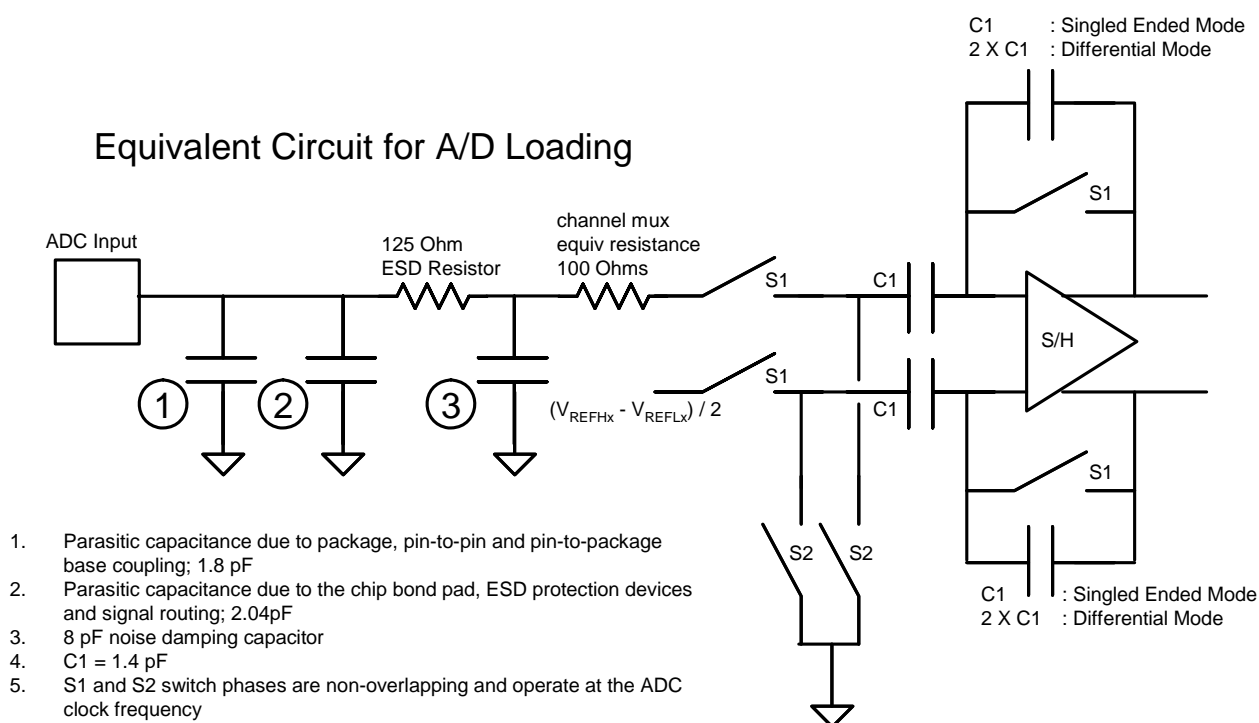 C1 : Singled Ended Mode
2 X C1 : Differential Mode
Equivalent Circuit for A/D Loading
S1
ADC Input
125 Ohm
ESD Resistor
channel mux
equiv resistance
100 Ohms
S1
C1
S/H
1
2
3
(VREFHx - VREFLx) / 2
S1
C1
S1
S2
S2
C1 : Singled Ended Mode
2 X C1 : Differential Mode
1. Parasitic capacitance due to package, pin-to-pin and pin-to-package
base coupling; 1.8 pF
2. Parasitic capacitance due to the chip bond pad, ESD protection devices
and signal routing; 2.04pF
3. 8 pF noise damping capacitor
4. C1 = 1.4 pF
5. S1 and S2 switch phases are non-overlapping and operate at the ADC
clock frequency